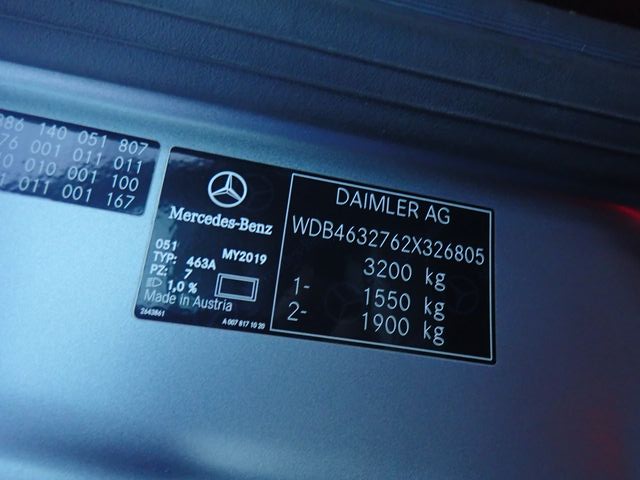 086 140 051 807
76 001 011 011
0 010 001 100
1 011 001 167
Mercedes-Benz
051 MY2019
TYP: 463A
PZ: 7
1,0 %
Made in Austria
2643861
A 007 817 10 20
DAIMLER AG
WDB4632762X326805
3200 kg
1- 1550 kg
2- 1900 kg